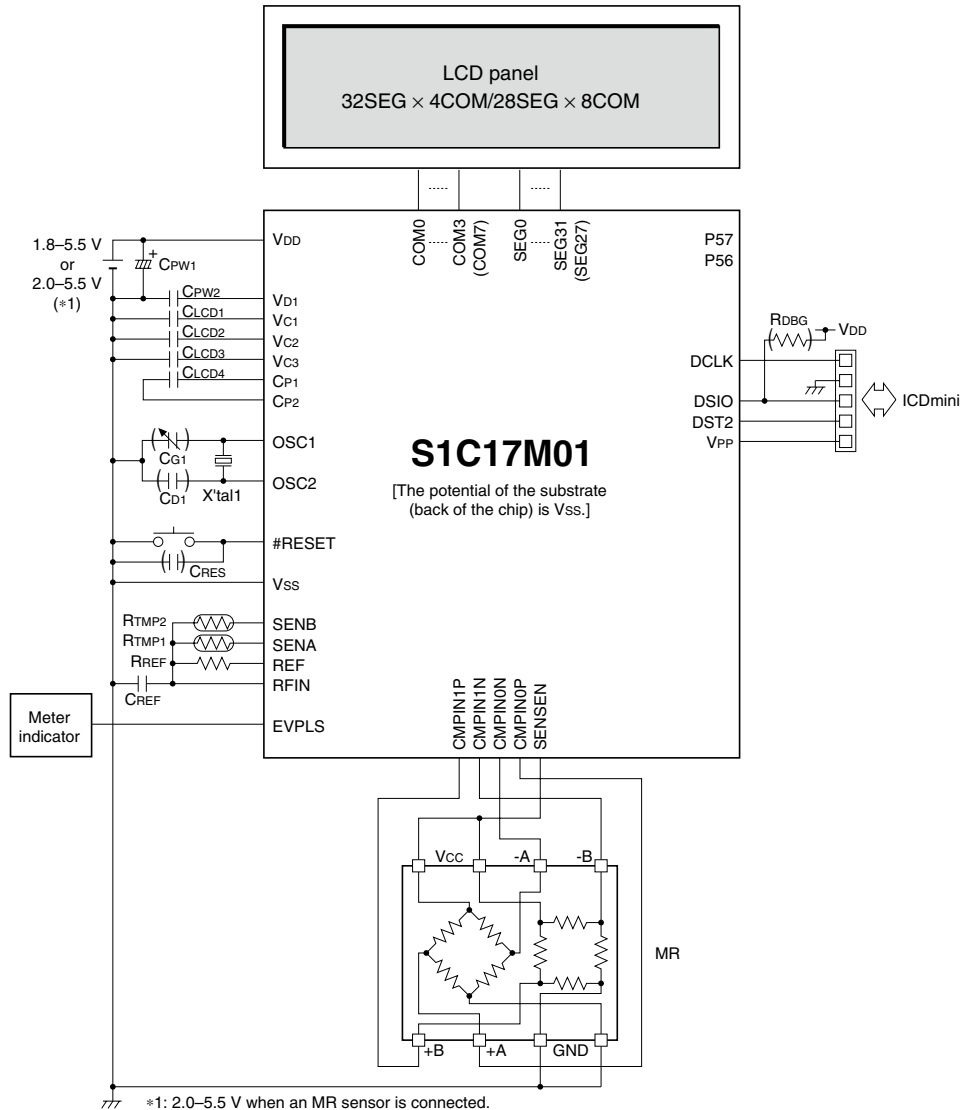 LCD panel
32SEG × 4COM/28SEG × 8COM
COM0
COM3
(COM7)
SEG0
SEG31
(SEG27)
1.8–5.5 V
or
2.0–5.5 V
(*1)
CPW1
VDD
P57
P56
CPW2
VD1
CLCD1
VC1
CLCD2
VC2
CLCD3
VC3
CLCD4
CP1
CP2
RDBG
VDD
DCLK
DSIO
DST2
VPP
ICDmini
CG1
OSC1
CD1
X'tal1
OSC2
S1C17M01
[The potential of the substrate
(back of the chip) is VSS.]
#RESET
CRES
VSS
RTMP2
SENB
RTMP1
SENA
RREF
REF
CREF
RFIN
Meter
indicator
EVPLS
CMPIN1P
CMPIN1N
CMPIN0N
CMPIN0P
SENSEN
VCC
-A
-B
MR
+B
+A
GND
*1: 2.0–5.5 V when an MR sensor is connected.